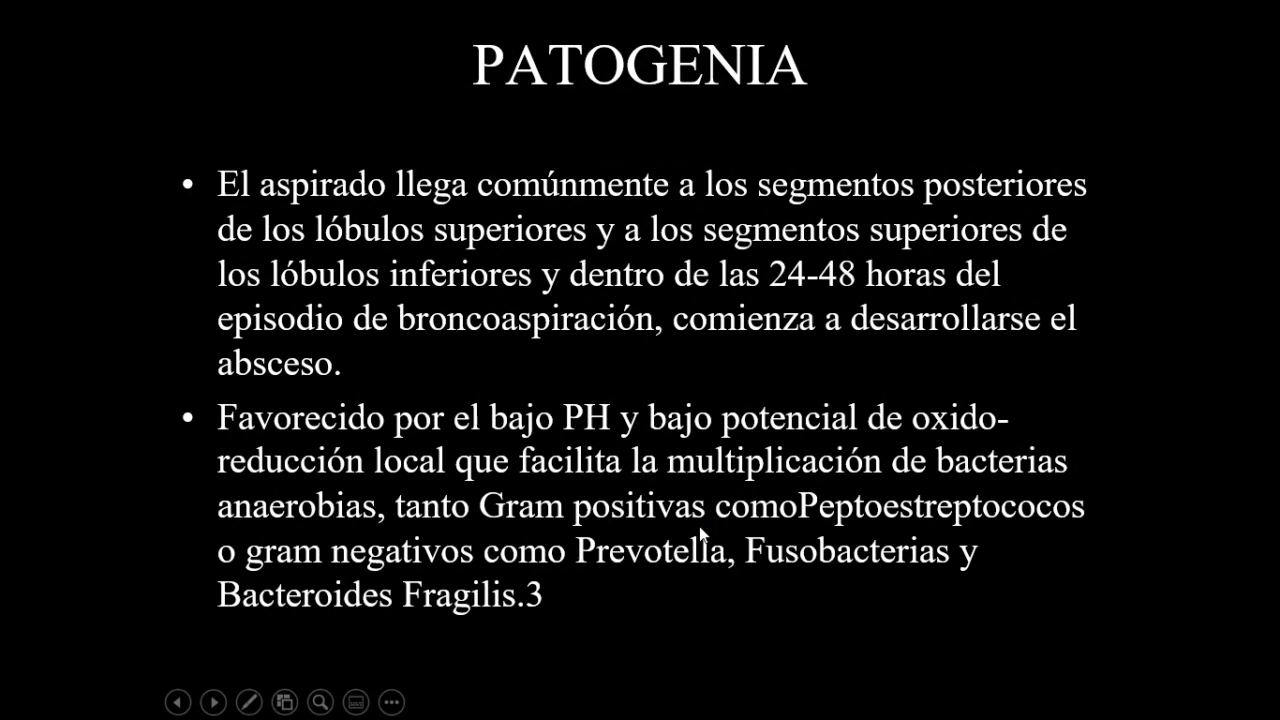 PATOGENIA
• El aspirado llega comúnmente a los segmentos posteriores
de los lóbulos superiores y a los segmentos superiores de
los lóbulos inferiores y dentro de las 24-48 horas del
episodio de broncoaspiración, comienza a desarrollarse el
absceso.
• Favorecido por el bajo PH y bajo potencial de oxido-
reducción local que facilita la multiplicación de bacterias
anaerobias, tanto Gram positivas comoPeptoestreptococos
o gram negativos como Prevotella, Fusobacterias y
Bacteroides Fragilis.3